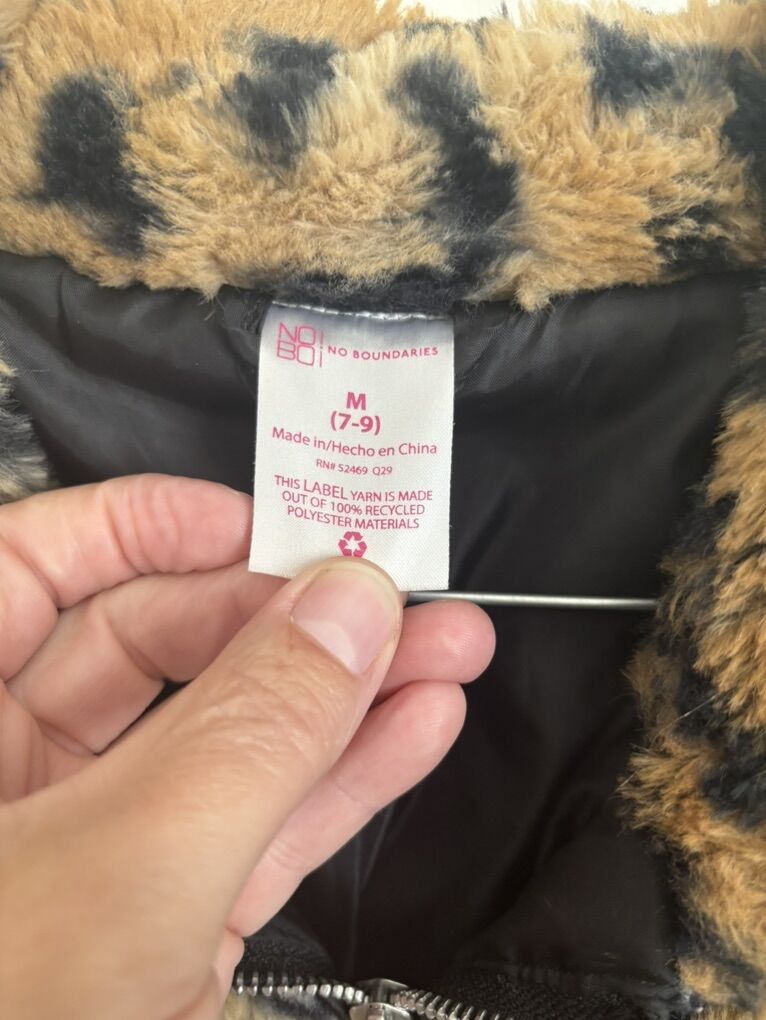 NO!
BO!
NO BOUNDARIES
M
(7-9)
Made in/Hecho en China
RN# 52469 Q29
THIS LABEL YARN IS MADE
OUT OF 100% RECYCLED
POLYESTER MATERIALS